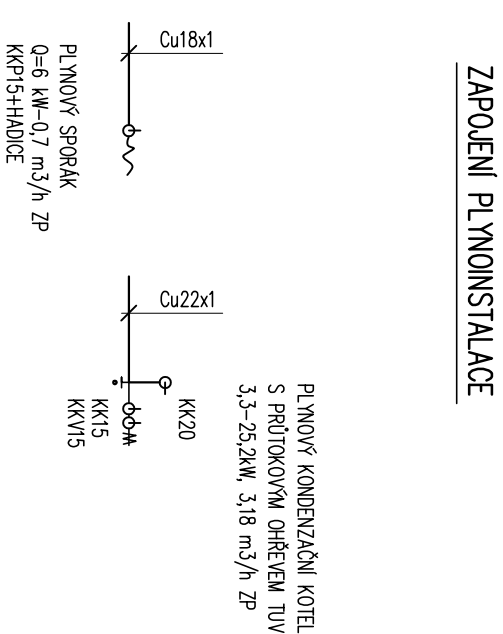 ZAPOJENÍ PLYNOINSTALACE
PLYNOVÝ KONDENZAČNÍ KOTEL
S PRŮTOKOVÝM OHŘEVEM TUV
3,3-25,2kW, 3,18 m3/h ZP
Cu18x1
Cu22x1
KK20
KK15
KKV15
PLYNOVÝ SPORÁK
Q=6 kW-0,7 m3/h ZP
KKP15+HADICE